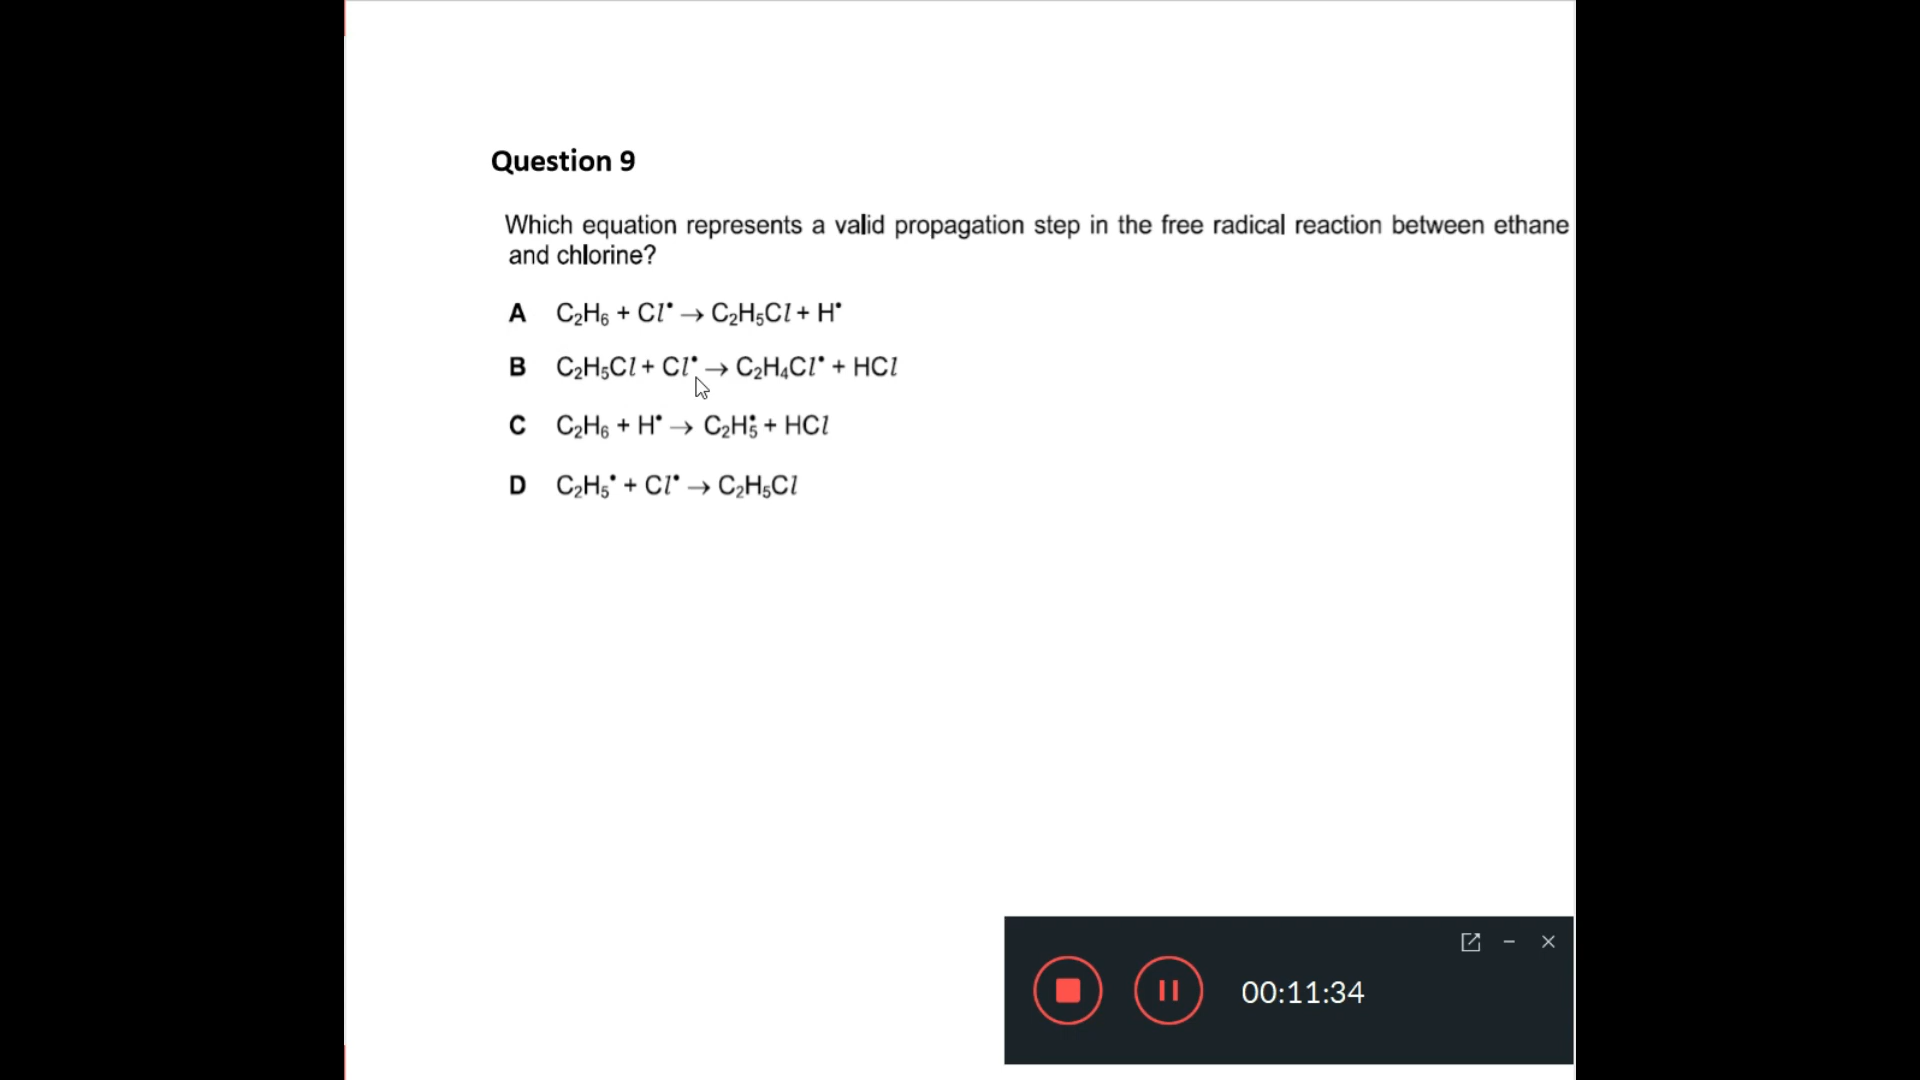 Question 9
Which equation represents a valid propagation step in the free radical reaction between ethane
and chlorine?
A C₂H₆ + Cl• → C₂H₅Cl + H•
B C₂H₅Cl + Cl• → C₂H₄Cl• + HCl
C C₂H₆ + H• → C₂H₅• + HCl
D C₂H₅• + Cl• → C₂H₅Cl
00:11:34